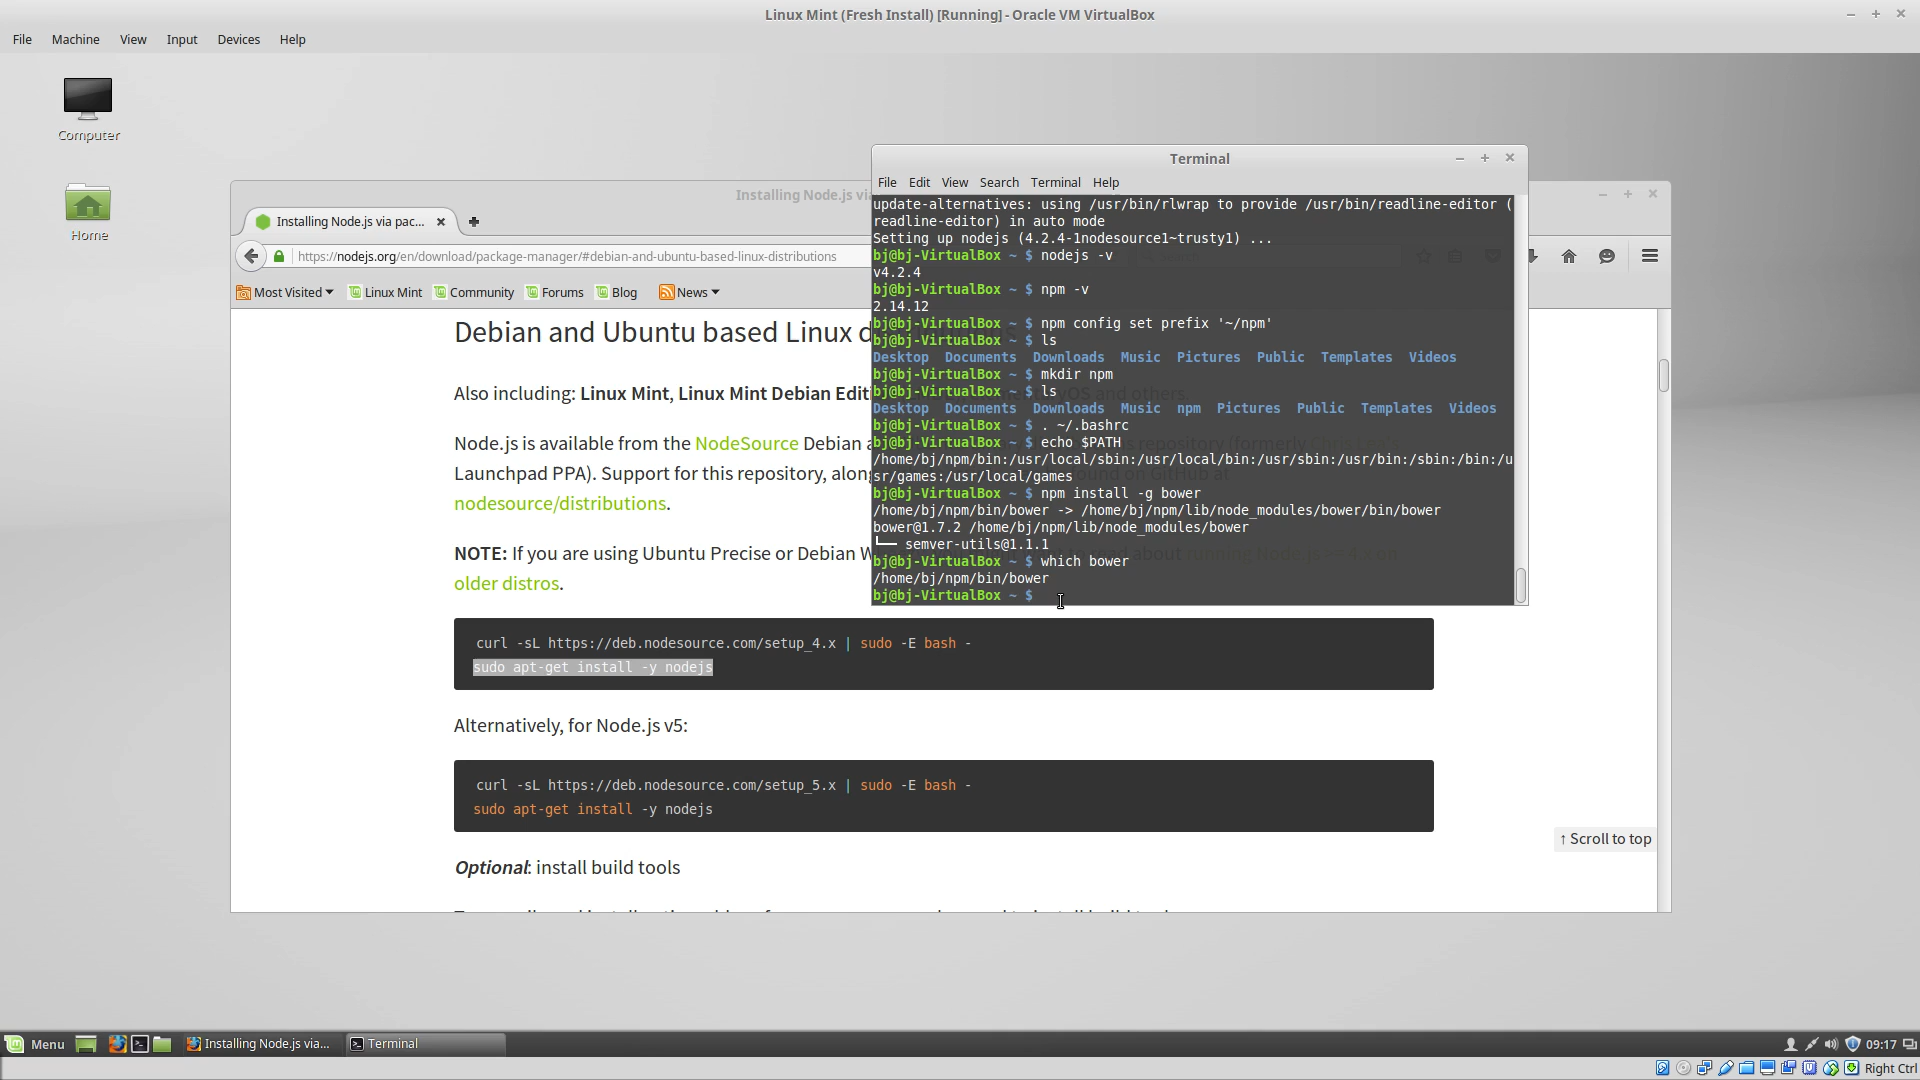 Linux Mint (Fresh Install) [Running] - Oracle VM VirtualBox
File Machine View Input Devices Help
Computer
Home
Installing Node.js vi
Installing Node.js via pac...
https://nodejs.org/en/download/package-manager/#debian-and-ubuntu-based-linux-distributions
Most Visited Linux Mint Community Forums Blog News
Debian and Ubuntu based Linux d
Also including: Linux Mint, Linux Mint Debian Edit
Node.js is available from the NodeSource Debian
Launchpad PPA). Support for this repository, along
nodesource/distributions.
NOTE: If you are using Ubuntu Precise or Debian W
older distros.
curl -sL https://deb.nodesource.com/setup_4.x | sudo -E bash -
sudo apt-get install -y nodejs
Alternatively, for Node.js v5:
curl -sL https://deb.nodesource.com/setup_5.x | sudo -E bash -
sudo apt-get install -y nodejs
Optional: install build tools
↑ Scroll to top
Terminal
File Edit View Search Terminal Help
update-alternatives: using /usr/bin/rlwrap to provide /usr/bin/readline-editor (
readline-editor) in auto mode
Setting up nodejs (4.2.4-1nodesource1~trusty1) ...
bj@bj-VirtualBox ~ $ nodejs -v
v4.2.4
bj@bj-VirtualBox ~ $ npm -v
2.14.12
bj@bj-VirtualBox ~ $ npm config set prefix '~/npm'
bj@bj-VirtualBox ~ $ ls
Desktop Documents Downloads Music Pictures Public Templates Videos
bj@bj-VirtualBox ~ $ mkdir npm
bj@bj-VirtualBox ~ $ ls
Desktop Documents Downloads Music npm Pictures Public Templates Videos
bj@bj-VirtualBox ~ $ . ~/.bashrc
bj@bj-VirtualBox ~ $ echo $PATH
/home/bj/npm/bin:/usr/local/sbin:/usr/local/bin:/usr/sbin:/usr/bin:/sbin:/bin:/u
sr/games:/usr/local/games
bj@bj-VirtualBox ~ $ npm install -g bower
/home/bj/npm/bin/bower -> /home/bj/npm/lib/node_modules/bower/bin/bower
bower@1.7.2 /home/bj/npm/lib/node_modules/bower
└── semver-utils@1.1.1
bj@bj-VirtualBox ~ $ which bower
/home/bj/npm/bin/bower
bj@bj-VirtualBox ~ $
Menu Installing Node.js via... Terminal 09:17
Right Ctrl